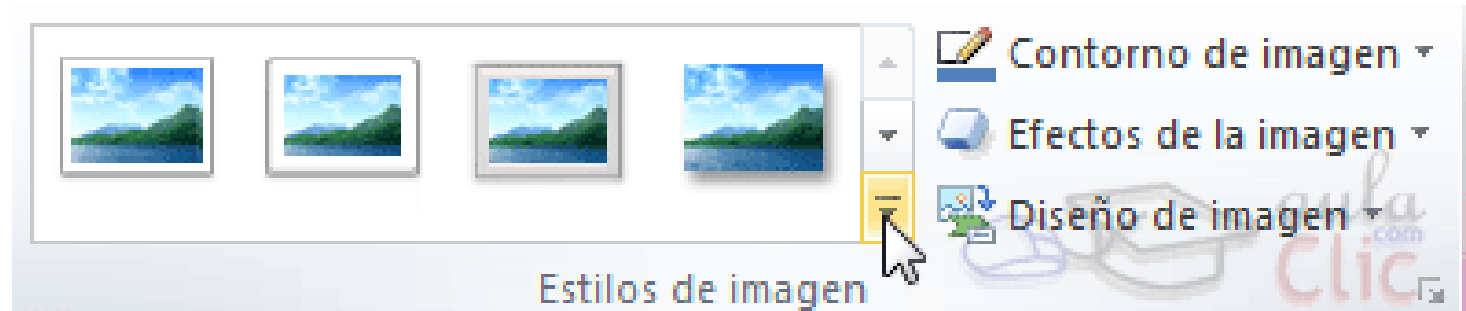 Contorno de imagen
Efectos de la imagen
Diseño de imagen
aula
.com
Clic
Estilos de imagen